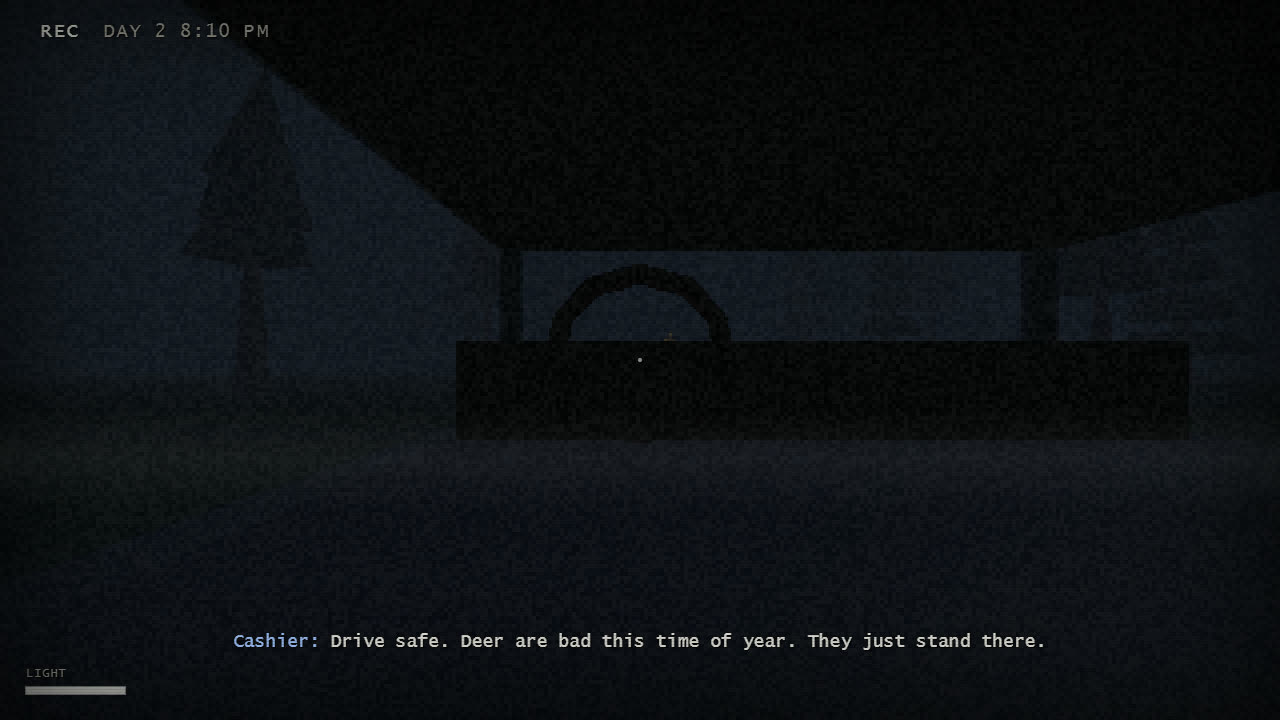 REC DAY 2 8:10 PM
Cashier: Drive safe. Deer are bad this time of year. They just stand there.
LIGHT